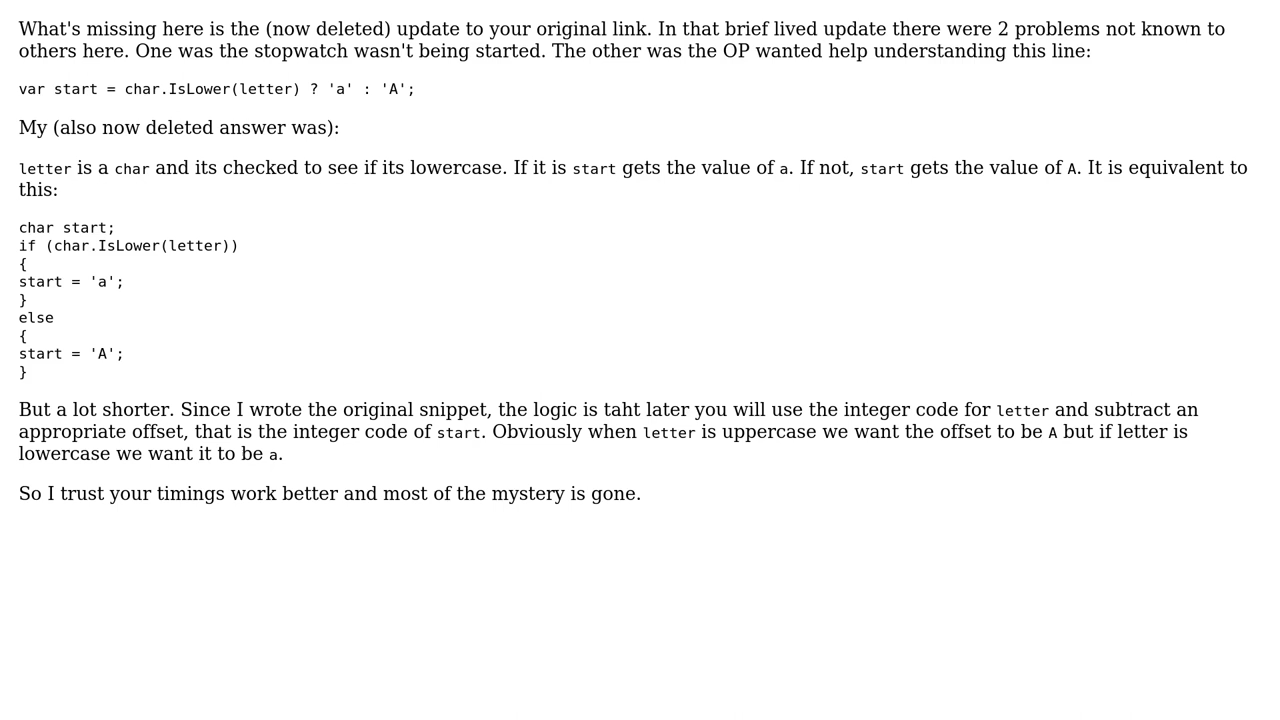 What's missing here is the (now deleted) update to your original link. In that brief lived update there were 2 problems not known to
others here. One was the stopwatch wasn't being started. The other was the OP wanted help understanding this line:
var start = char.IsLower(letter) ? 'a' : 'A';
My (also now deleted answer was):
letter is a char and its checked to see if its lowercase. If it is start gets the value of a. If not, start gets the value of A. It is equivalent to
this:
char start;
if (char.IsLower(letter))
{
start = 'a';
}
else
{
start = 'A';
}
But a lot shorter. Since I wrote the original snippet, the logic is taht later you will use the integer code for letter and subtract an
appropriate offset, that is the integer code of start. Obviously when letter is uppercase we want the offset to be A but if letter is
lowercase we want it to be a.
So I trust your timings work better and most of the mystery is gone.